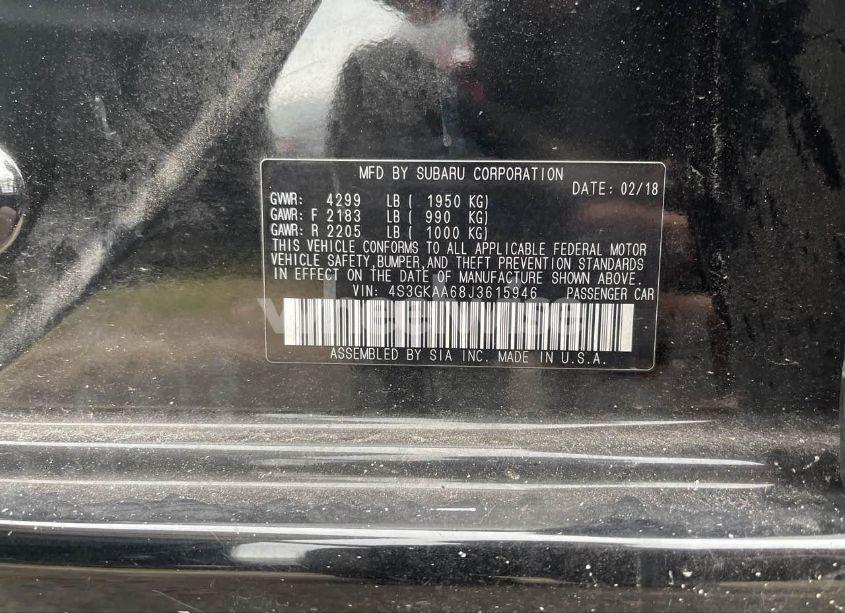 MFD BY SUBARU CORPORATION
DATE: 02/18
GVWR: 4299 LB ( 1950 KG)
GAWR: F 2183 LB ( 990 KG)
GAWR: R 2205 LB ( 1000 KG)
THIS VEHICLE CONFORMS TO ALL APPLICABLE FEDERAL MOTOR
VEHICLE SAFETY, BUMPER, AND THEFT PREVENTION STANDARDS
IN EFFECT ON THE DATE OF MANUFACTURE SHOWN ABOVE.
VIN: 4S3GKAA68J3615946 PASSENGER CAR
ASSEMBLED BY SIA INC. MADE IN U.S.A.